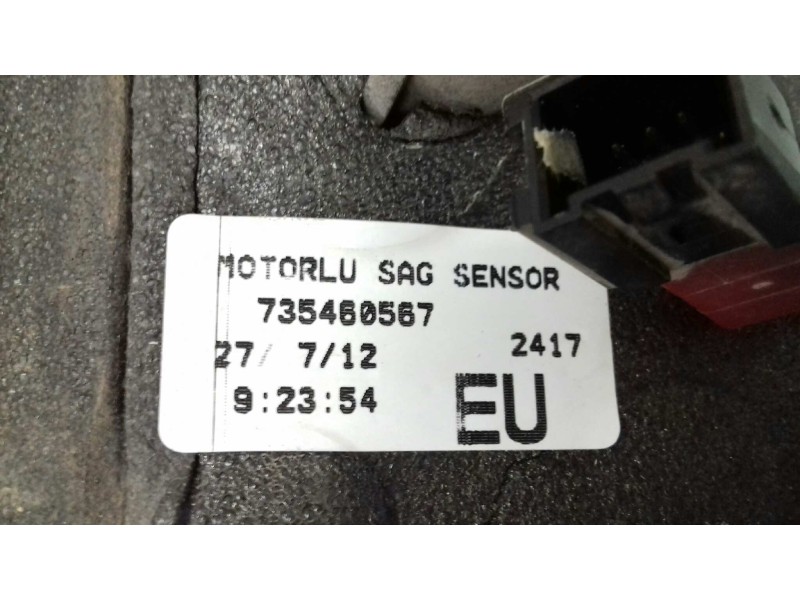 MOTORLU SAG SENSOR
735460567
27/ 7/12 2417
9:23:54 EU